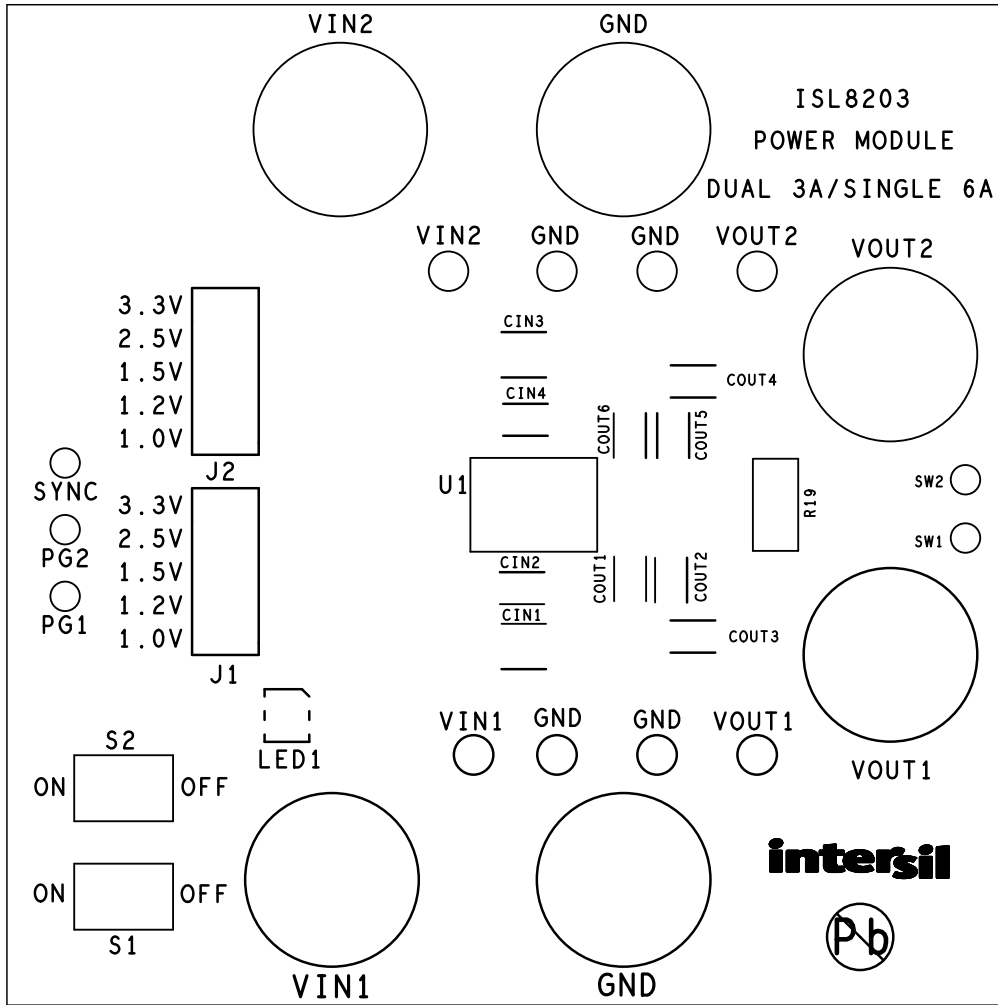 VIN2
GND
ISL8203
POWER MODULE
DUAL 3A/SINGLE 6A
VIN2
GND
GND
VOUT2
VOUT2
3.3V
2.5V
1.5V
1.2V
1.0V
J2
CIN3
CIN4
COUT4
COUT6
COUT5
SYNC
PG2
PG1
3.3V
2.5V
1.5V
1.2V
1.0V
J1
U1
R19
SW2
SW1
CIN2
CIN1
COUT1
COUT2
COUT3
LED1
VIN1
GND
GND
VOUT1
VOUT1
S2
ON
OFF
ON
OFF
S1
VIN1
GND
intersil
Pb